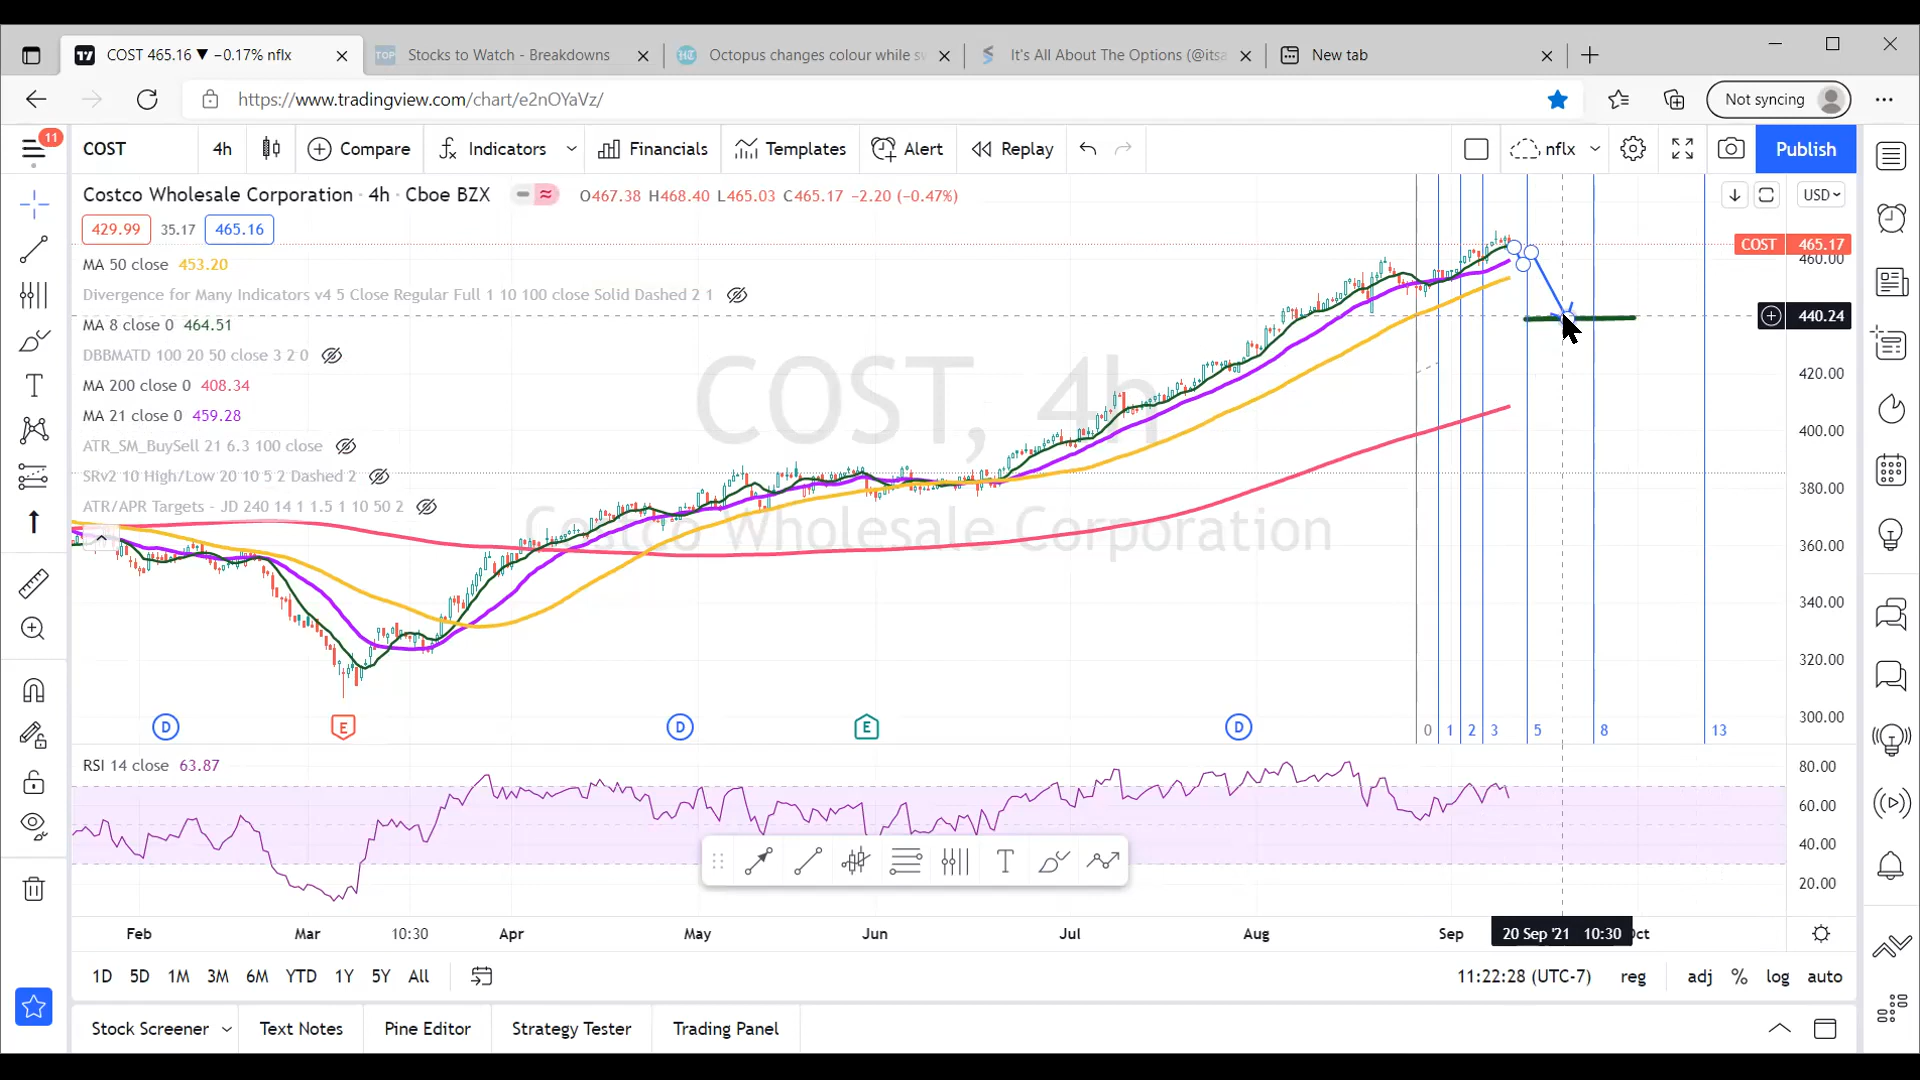 COST 465.16 ▼ −0.17% nflx
Stocks to Watch - Breakdowns
Octopus changes colour while sw
It's All About The Options (@itsa
New tab
https://www.tradingview.com/chart/e2nOYaVz/
Not syncing
11
COST
4h
Compare
Indicators
Financials
Templates
Alert
Replay
nflx
Publish
Costco Wholesale Corporation · 4h · Cboe BZX
O467.38 H468.40 L465.03 C465.17 −2.20 (−0.47%)
USD
429.99
35.17
465.16
COST 465.17
MA 50 close 453.20
460.00
Divergence for Many Indicators v4 5 Close Regular Full 1 10 100 close Solid Dashed 2 1
MA 8 close 0 464.51
440.24
DBBMATD 100 20 50 close 3 2 0
MA 200 close 0 408.34
420.00
MA 21 close 0 459.28
COST, 4h
400.00
ATR_SM_BuySell 21 6.3 100 close
SRv2 10 High/Low 20 10 5 2 Dashed 2
380.00
ATR/APR Targets - JD 240 14 1 1.5 1 10 50 2
Costco Wholesale Corporation
360.00
340.00
320.00
300.00
D
E
D
E
D
0
1
2
3
5
8
13
RSI 14 close 63.87
80.00
60.00
40.00
20.00
Feb
Mar
10:30
Apr
May
Jun
Jul
Aug
Sep
20 Sep '21 10:30
1D
5D
1M
3M
6M
YTD
1Y
5Y
All
11:22:28 (UTC-7)
reg
adj
%
log
auto
Stock Screener
Text Notes
Pine Editor
Strategy Tester
Trading Panel